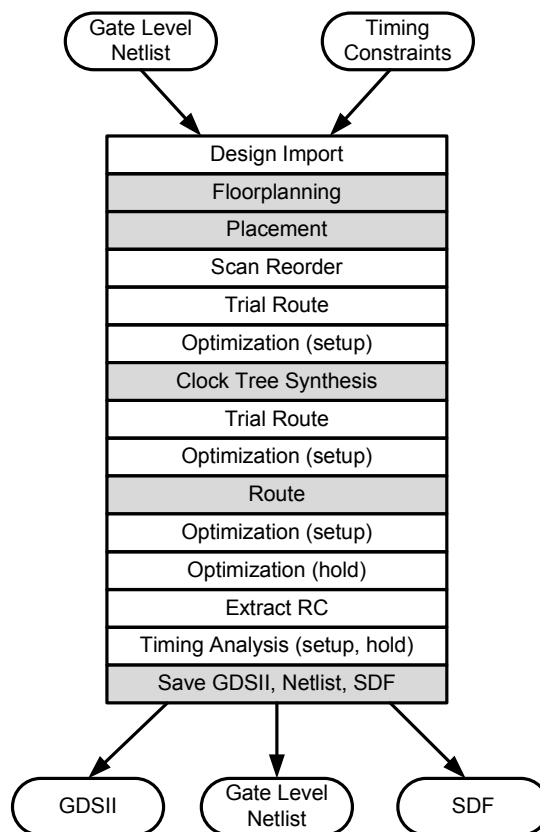 Gate Level
Netlist
Timing
Constraints
Design Import
Floorplanning
Placement
Scan Reorder
Trial Route
Optimization (setup)
Clock Tree Synthesis
Trial Route
Optimization (setup)
Route
Optimization (setup)
Optimization (hold)
Extract RC
Timing Analysis (setup, hold)
Save GDSII, Netlist, SDF
GDSII
Gate Level
Netlist
SDF